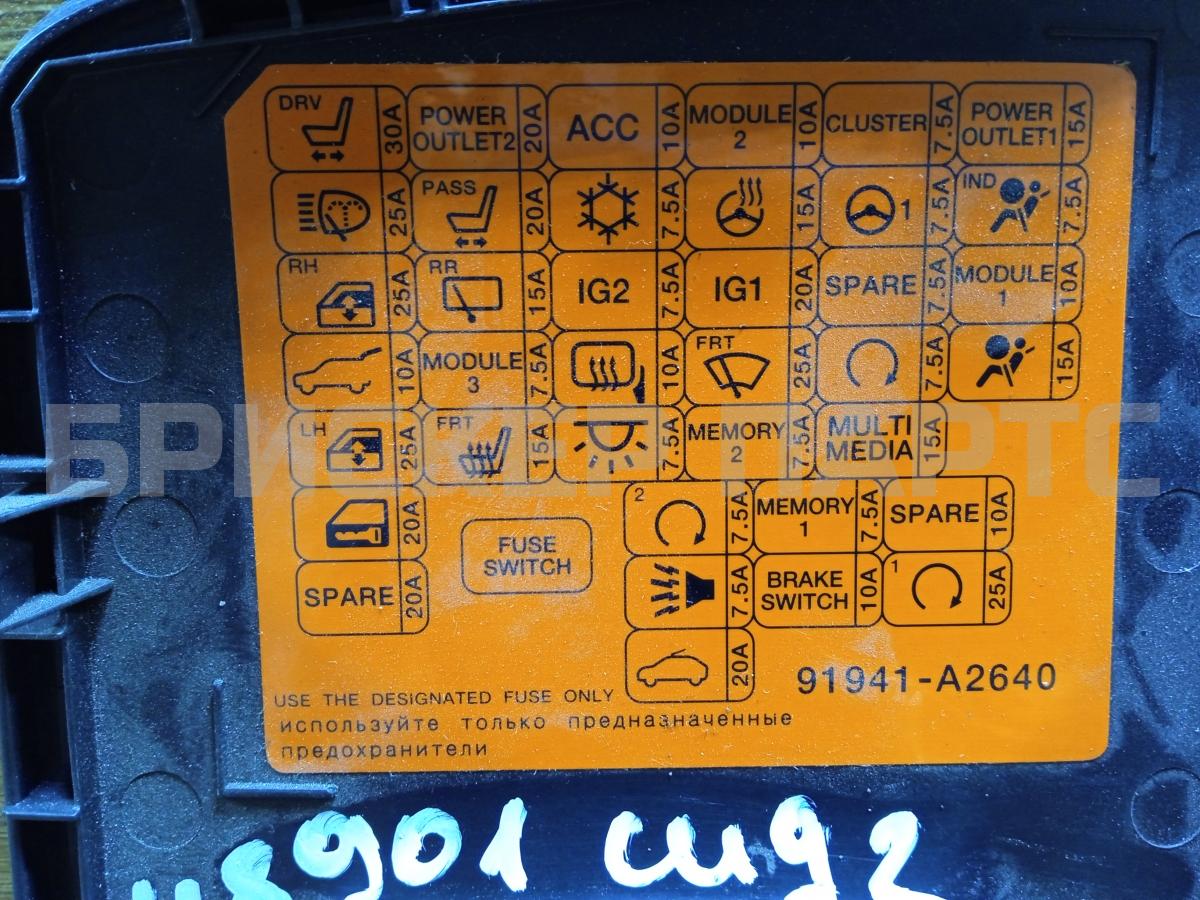 DRV 30A POWER OUTLET2 20A ACC 10A MODULE 2 10A CLUSTER 7.5A POWER OUTLET1 15A
25A PASS 20A 7.5A 15A 1 7.5A IND 7.5A
RH 25A RR 15A IG2 7.5A IG1 20A SPARE 7.5A MODULE 1 10A
10A MODULE 3 7.5A 10A FRT 25A 7.5A 15A
LH 25A FRT 15A 7.5A MEMORY 2 7.5A MULTI MEDIA 15A
БРИСКЕР ПАРТС
20A FUSE SWITCH 2 7.5A MEMORY 1 7.5A SPARE 10A
SPARE 20A 7.5A BRAKE SWITCH 10A 1 25A
20A
91941-A2640
USE THE DESIGNATED FUSE ONLY
используйте только предназначенные
предохранители